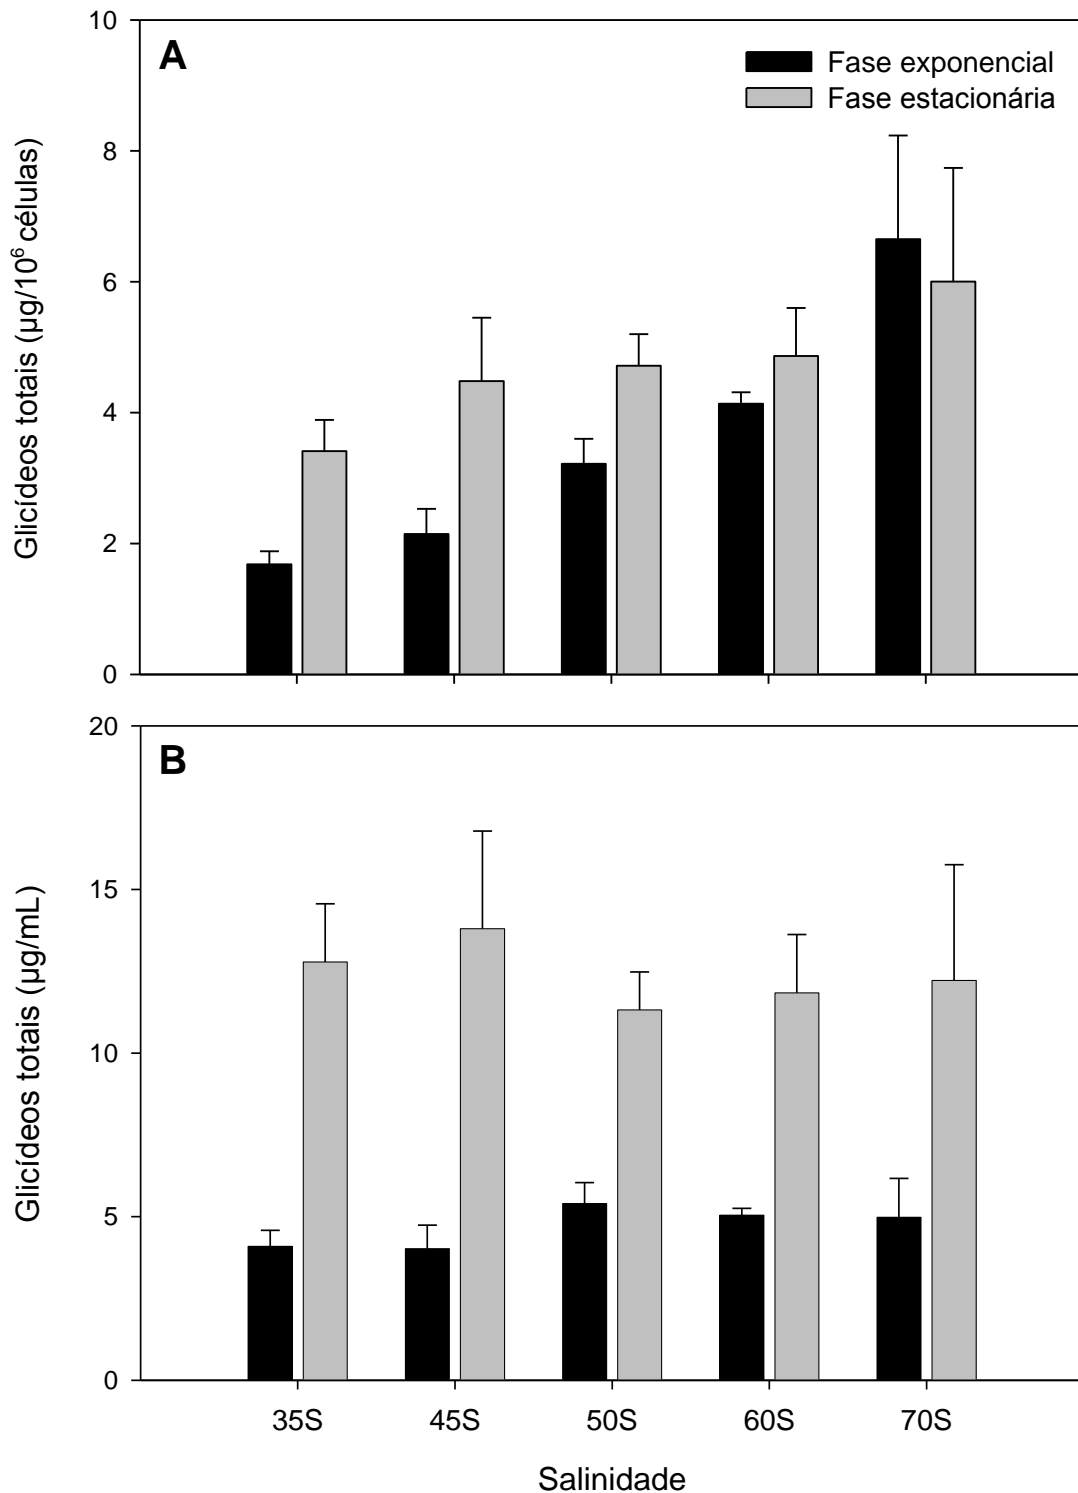 A
Fase exponencial
Fase estacionária
Glicídeos totais (µg/10⁶ células)
10
8
6
4
2
0
B
Glicídeos totais (µg/mL)
20
15
10
5
0
35S 45S 50S 60S 70S
Salinidade